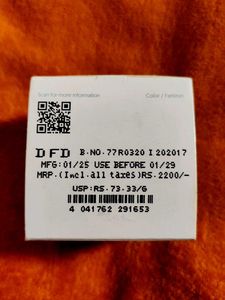 Scan for more information
Color / Farbton
DFD B.NO.77R0320 I 202017
MFG:01/25 USE BEFORE 01/29
MRP.(Incl.all taxes)RS.2200/-
USP:RS.73.33/G
4 041762 291653